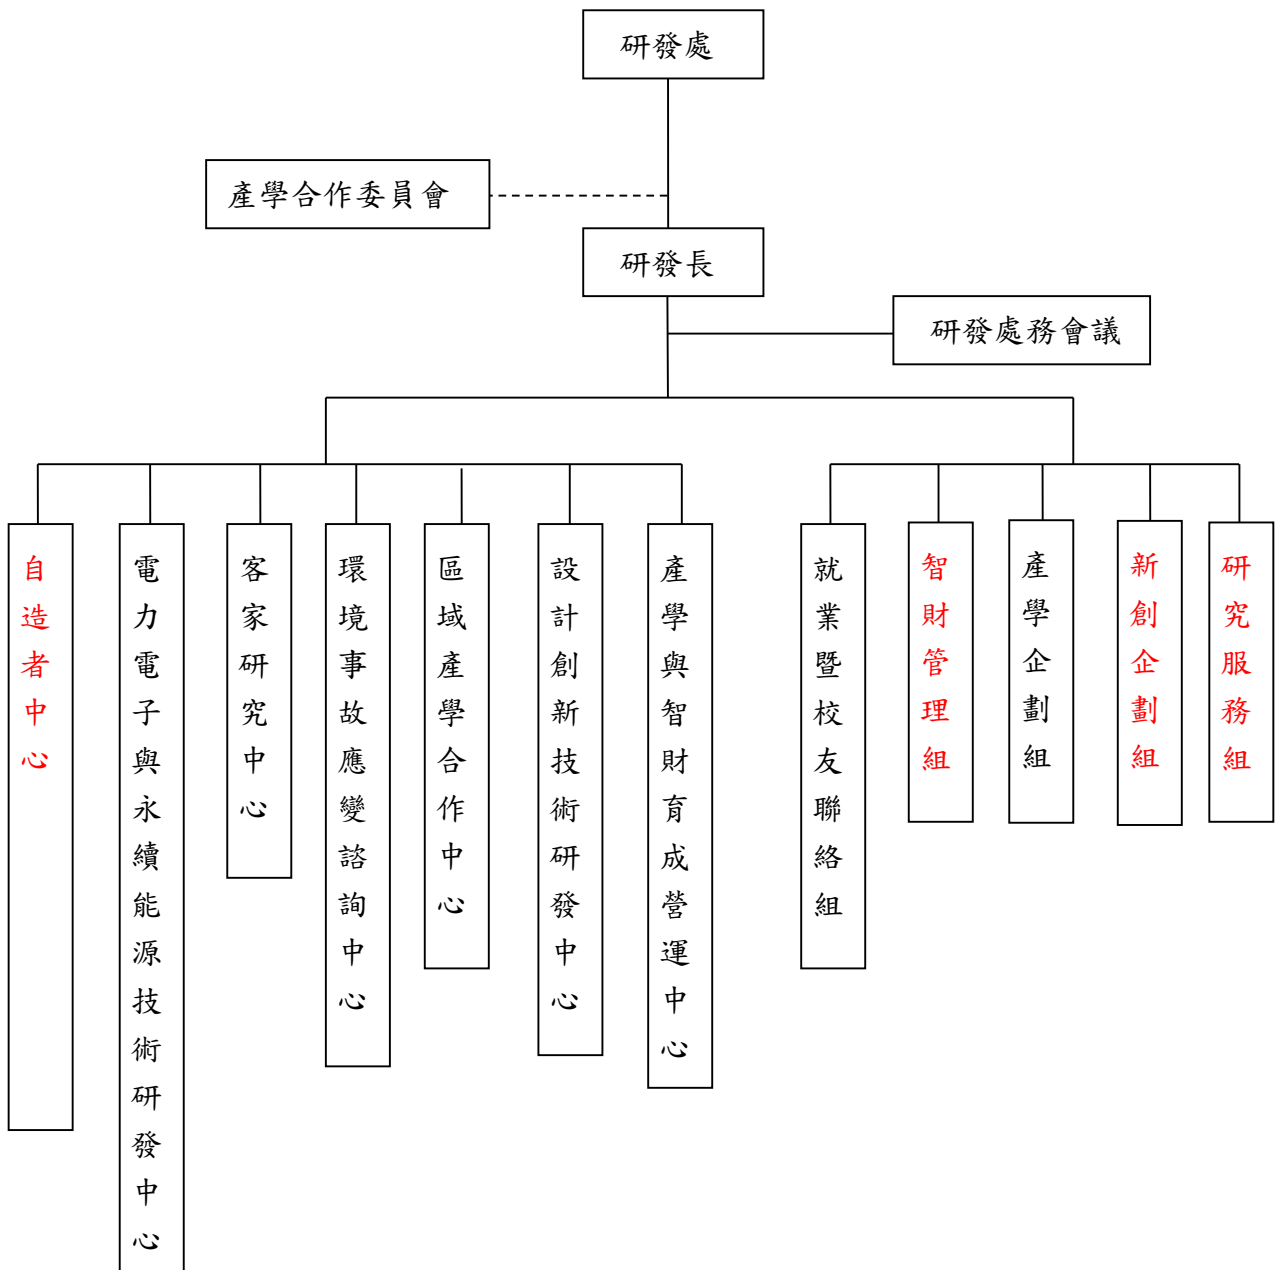 研發處
產學合作委員會
研發長
研發處務會議
自造者中心
電力電子與永續能源技術研發中心
客家研究中心
環境事故應變諮詢中心
區域產學合作中心
設計創新技術研發中心
產學與智財育成營運中心
就業暨校友聯絡組
智財管理組
產學企劃組
新創企劃組
研究服務組